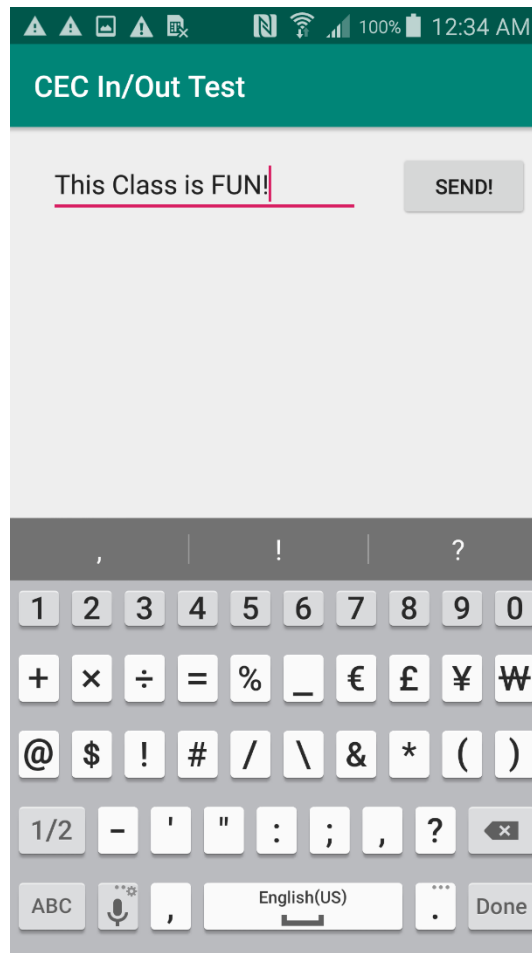 100% 12:34 AM
CEC In/Out Test
This Class is FUN! SEND!
, ! ?
1 2 3 4 5 6 7 8 9 0
+ × ÷ = % _ € £ ¥ ₩
@ $ ! # / \ & * ( )
1/2 - ' " : ; , ?
ABC , English(US) . Done